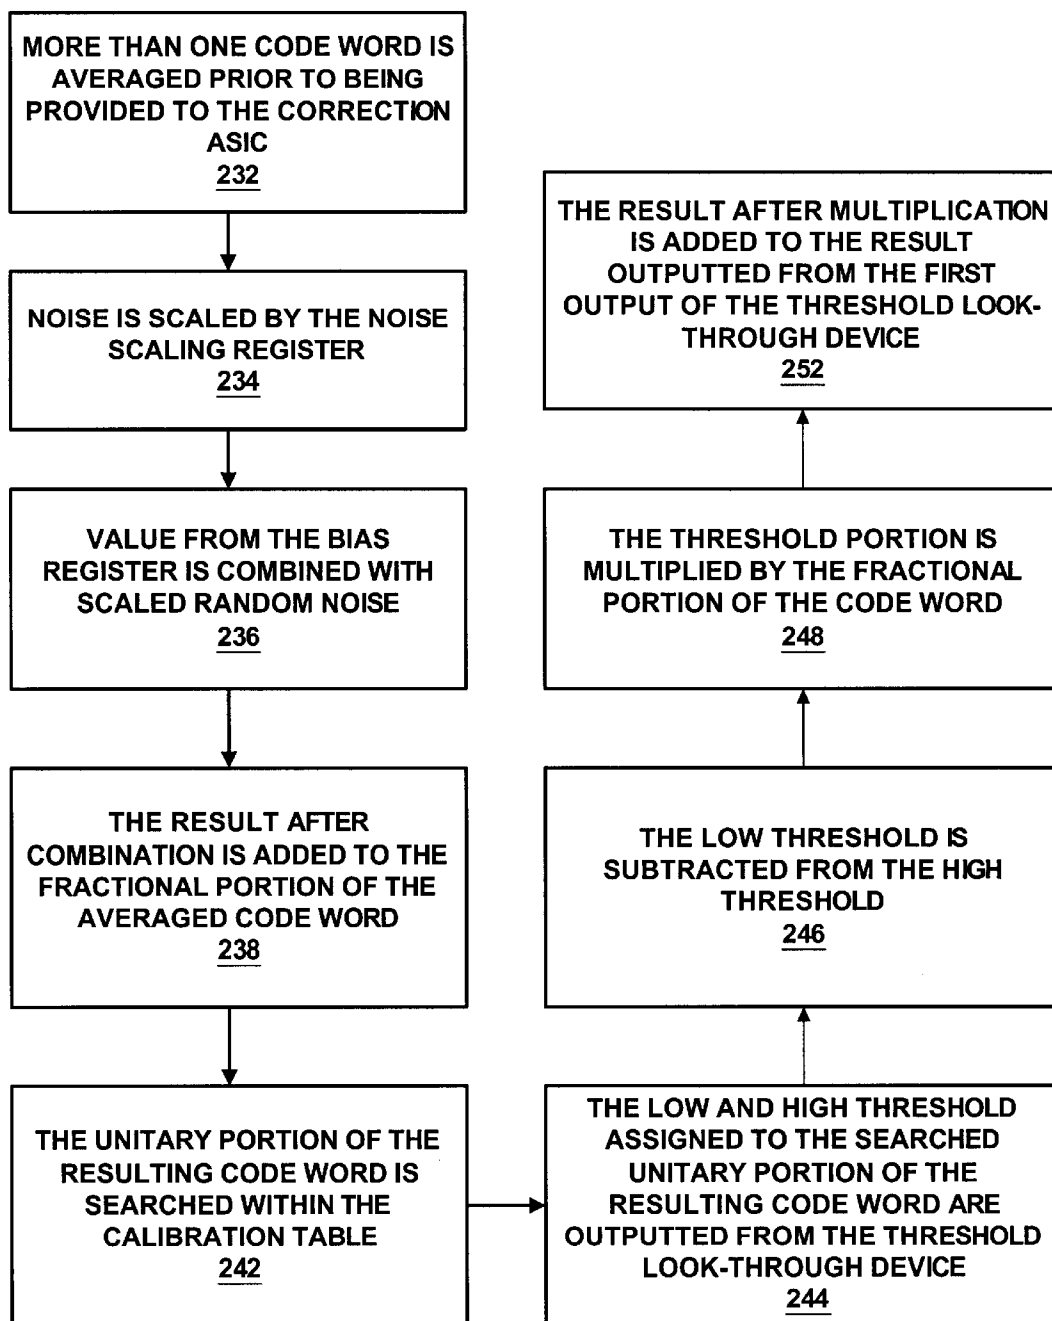 MORE THAN ONE CODE WORD IS
AVERAGED PRIOR TO BEING
PROVIDED TO THE CORRECTION
ASIC
232
NOISE IS SCALED BY THE NOISE
SCALING REGISTER
234
VALUE FROM THE BIAS
REGISTER IS COMBINED WITH
SCALED RANDOM NOISE
236
THE RESULT AFTER
COMBINATION IS ADDED TO THE
FRACTIONAL PORTION OF THE
AVERAGED CODE WORD
238
THE UNITARY PORTION OF THE
RESULTING CODE WORD IS
SEARCHED WITHIN THE
CALIBRATION TABLE
242
THE LOW AND HIGH THRESHOLD
ASSIGNED TO THE SEARCHED
UNITARY PORTION OF THE
RESULTING CODE WORD ARE
OUTPUTTED FROM THE THRESHOLD
LOOK-THROUGH DEVICE
244
THE LOW THRESHOLD IS
SUBTRACTED FROM THE HIGH
THRESHOLD
246
THE THRESHOLD PORTION IS
MULTIPLIED BY THE FRACTIONAL
PORTION OF THE CODE WORD
248
THE RESULT AFTER MULTIPLICATION
IS ADDED TO THE RESULT
OUTPUTTED FROM THE FIRST
OUTPUT OF THE THRESHOLD LOOK-
THROUGH DEVICE
252